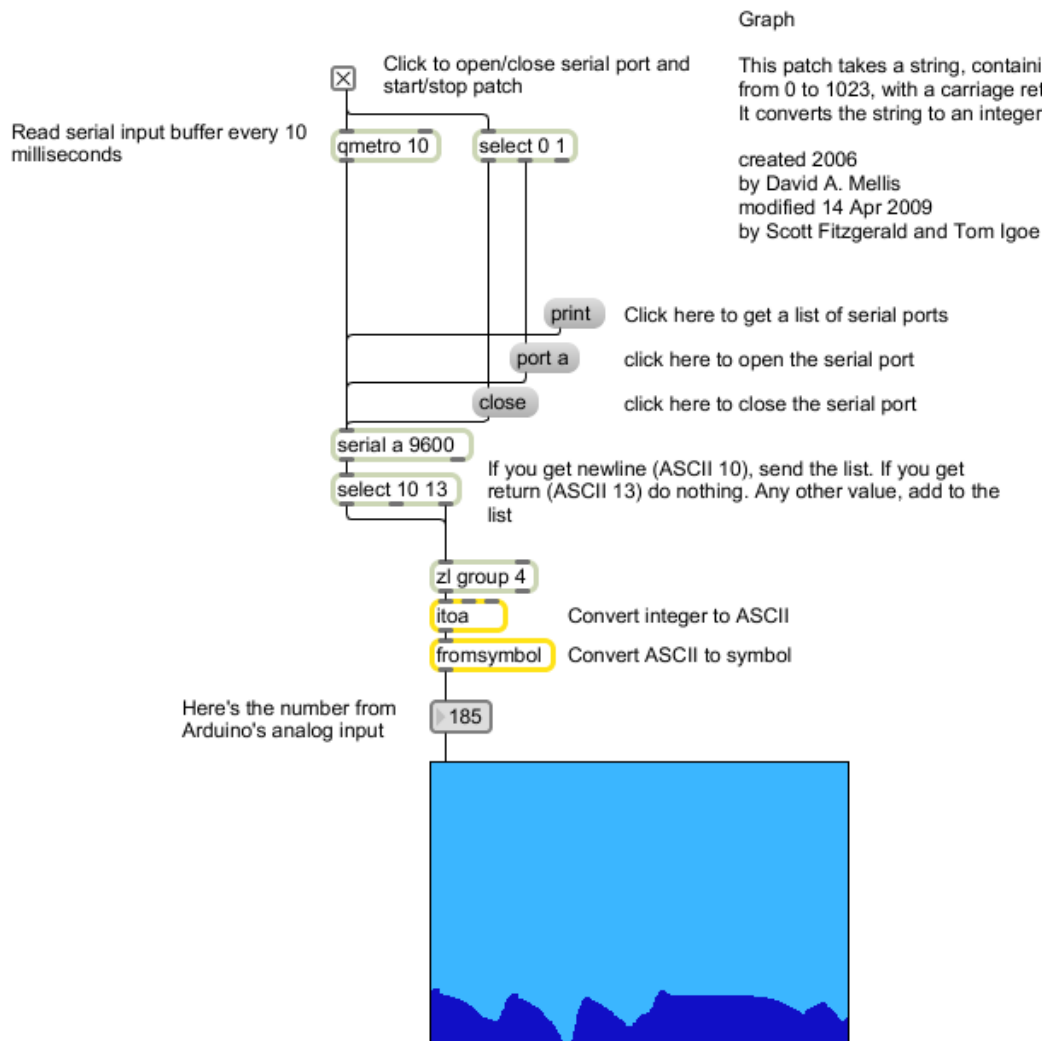 Graph
Click to open/close serial port and
start/stop patch
This patch takes a string, containi
from 0 to 1023, with a carriage ret
It converts the string to an integer
Read serial input buffer every 10
milliseconds
qmetro 10
select 0 1
created 2006
by David A. Mellis
modified 14 Apr 2009
by Scott Fitzgerald and Tom Igoe
print
Click here to get a list of serial ports
port a
click here to open the serial port
close
click here to close the serial port
serial a 9600
select 10 13
If you get newline (ASCII 10), send the list. If you get
return (ASCII 13) do nothing. Any other value, add to the
list
zl group 4
itoa
Convert integer to ASCII
fromsymbol
Convert ASCII to symbol
Here's the number from
Arduino's analog input
185